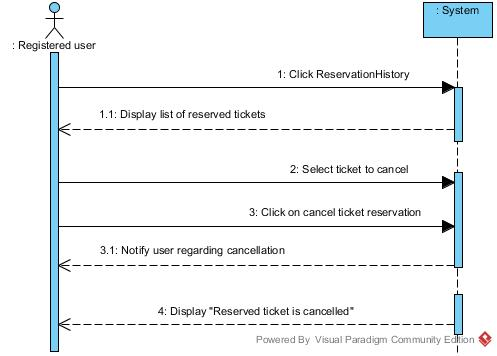 : System
: Registered user
1: Click ReservationHistory
1.1: Display list of reserved tickets
2: Select ticket to cancel
3: Click on cancel ticket reservation
3.1: Notify user regarding cancellation
4: Display "Reserved ticket is cancelled"
Powered By Visual Paradigm Community Edition